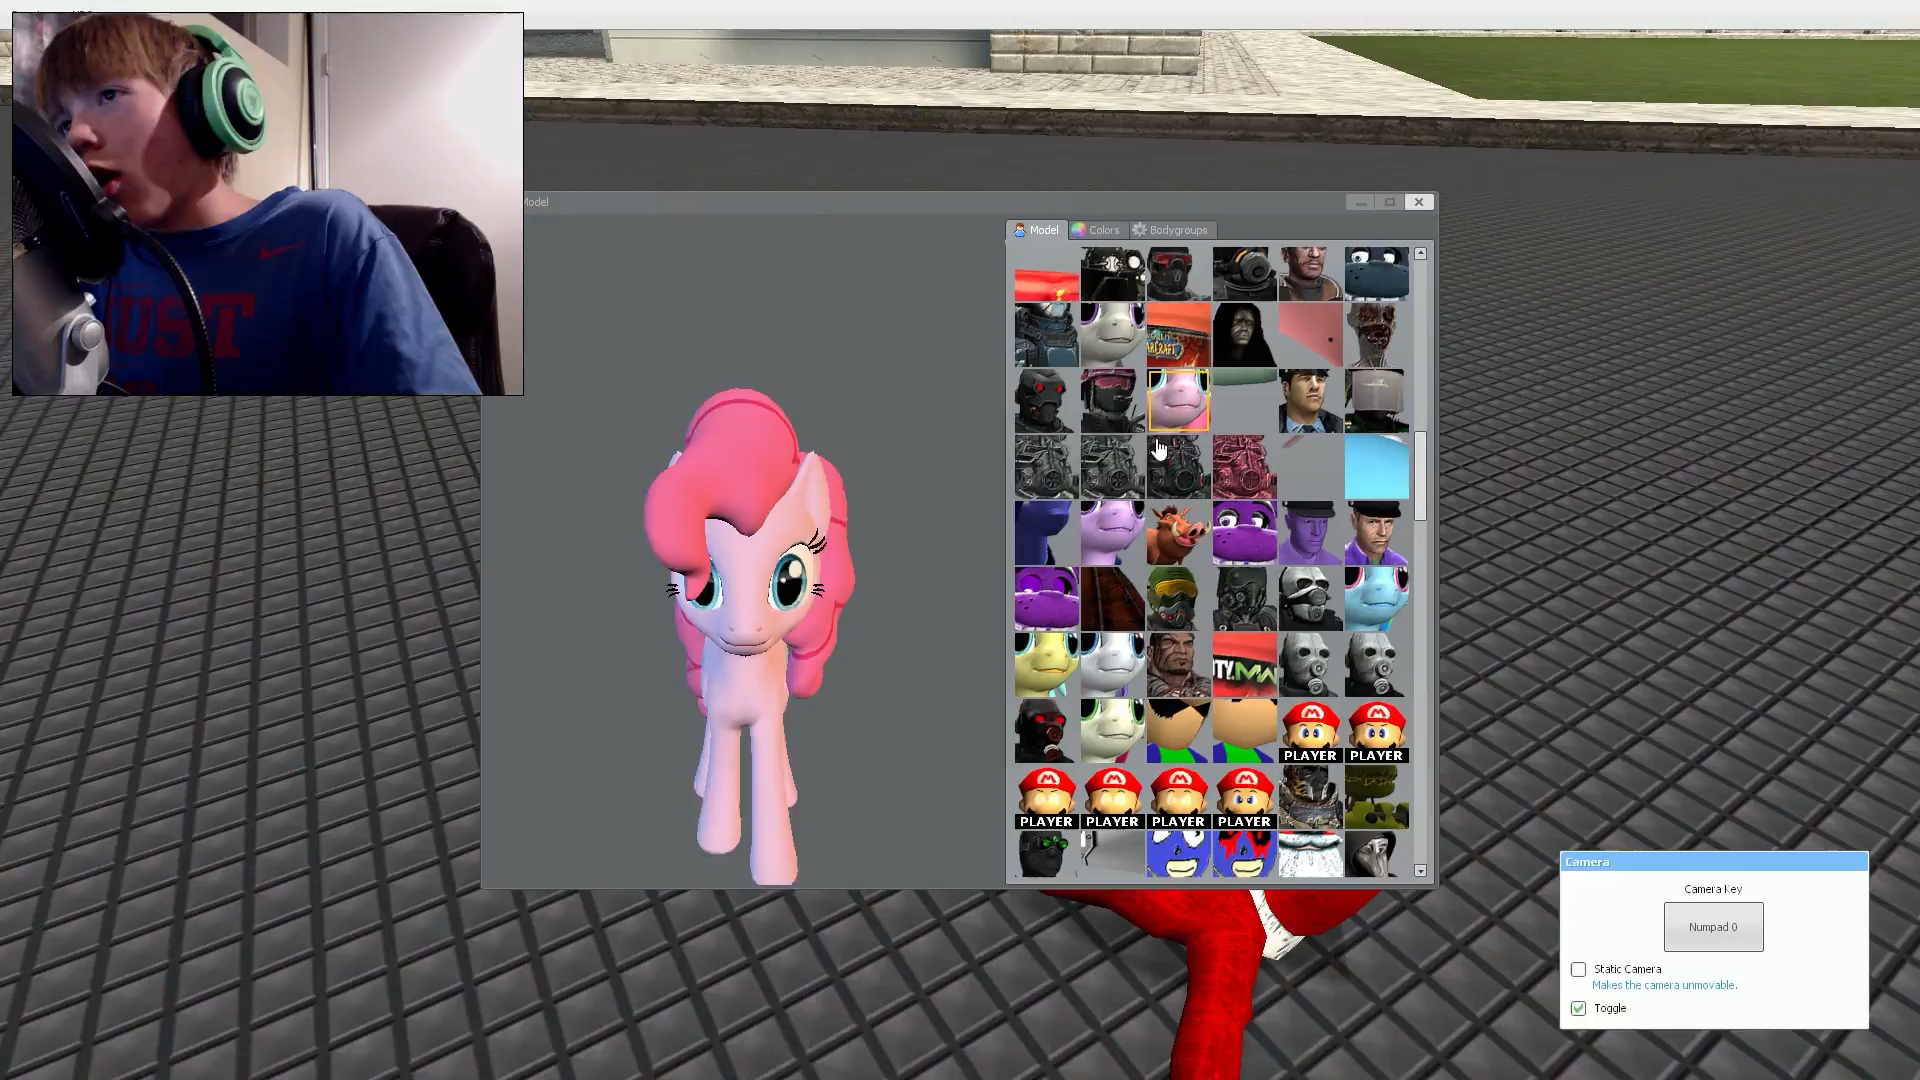 Model
Model
Colors
Bodygroups
PLAYER
PLAYER
PLAYER
PLAYER
PLAYER
PLAYER
Camera
Camera Key
Numpad 0
Static Camera
Makes the camera unmovable.
Toggle